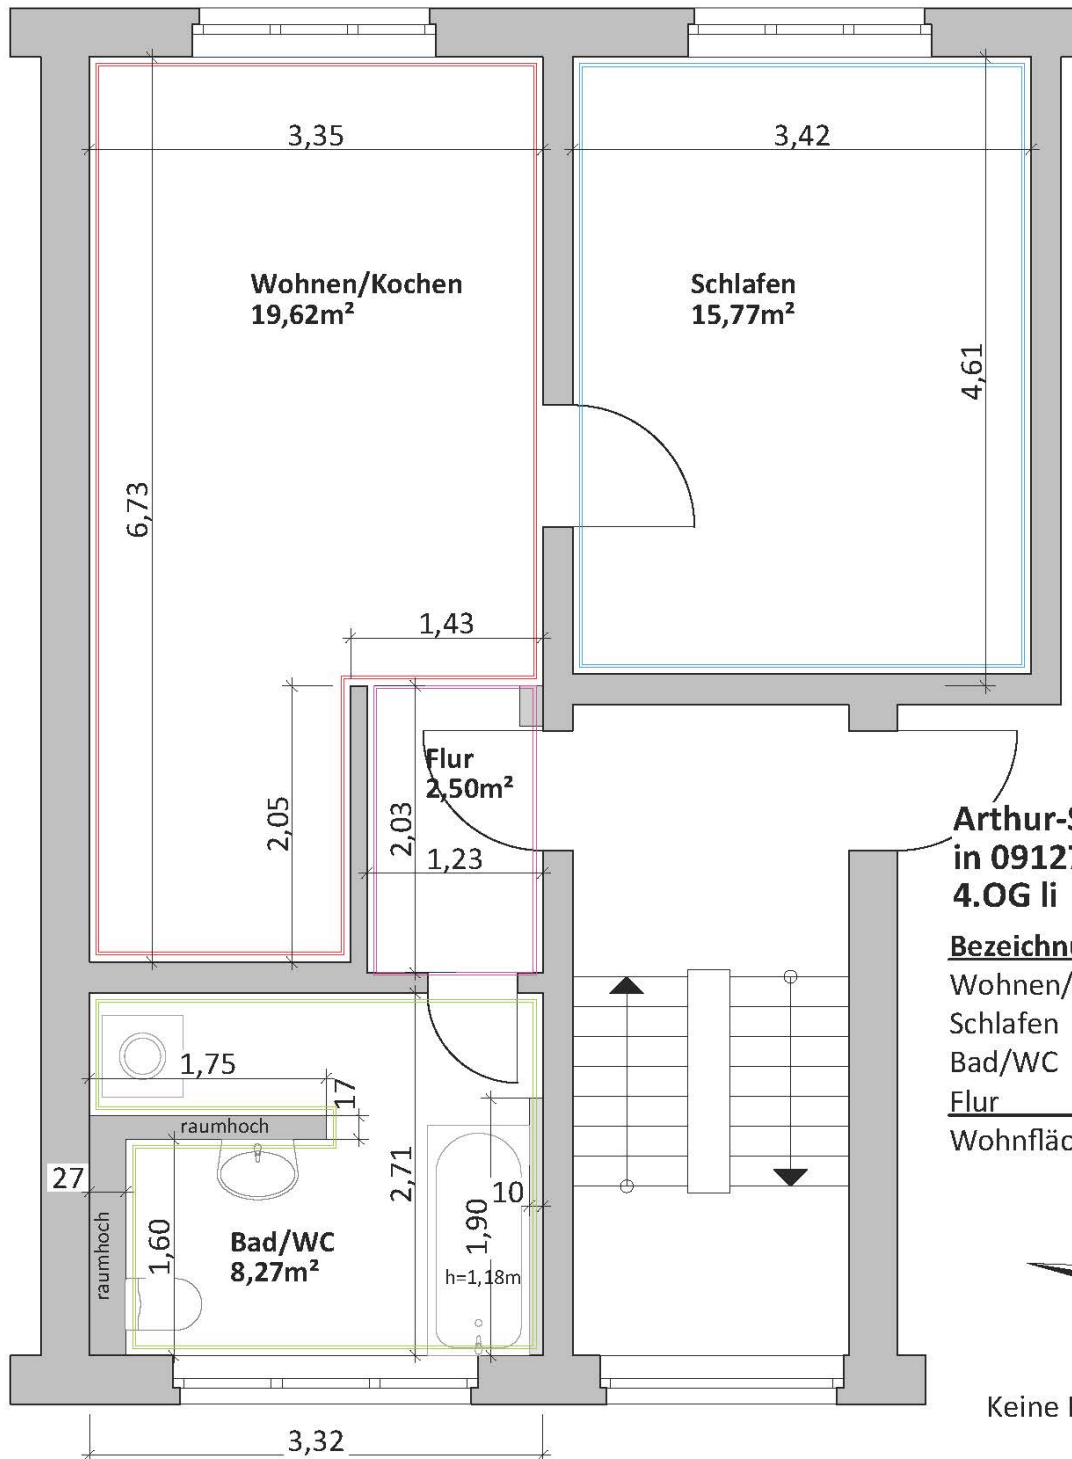 3,35
3,42
Wohnen/Kochen
19,62m²
Schlafen
15,77m²
4,61
6,73
1,43
Flur
2,50m²
2,05
2,03
1,23
Arthur-S
in 09127
4.OG li
Bezeichnu
Wohnen/
Schlafen
Bad/WC
Flur
Wohnfläc
1,75
17
raumhoch
27
2,71
10
raumhoch
1,60
Bad/WC
8,27m²
1,90
h=1,18m
Keine
3,32